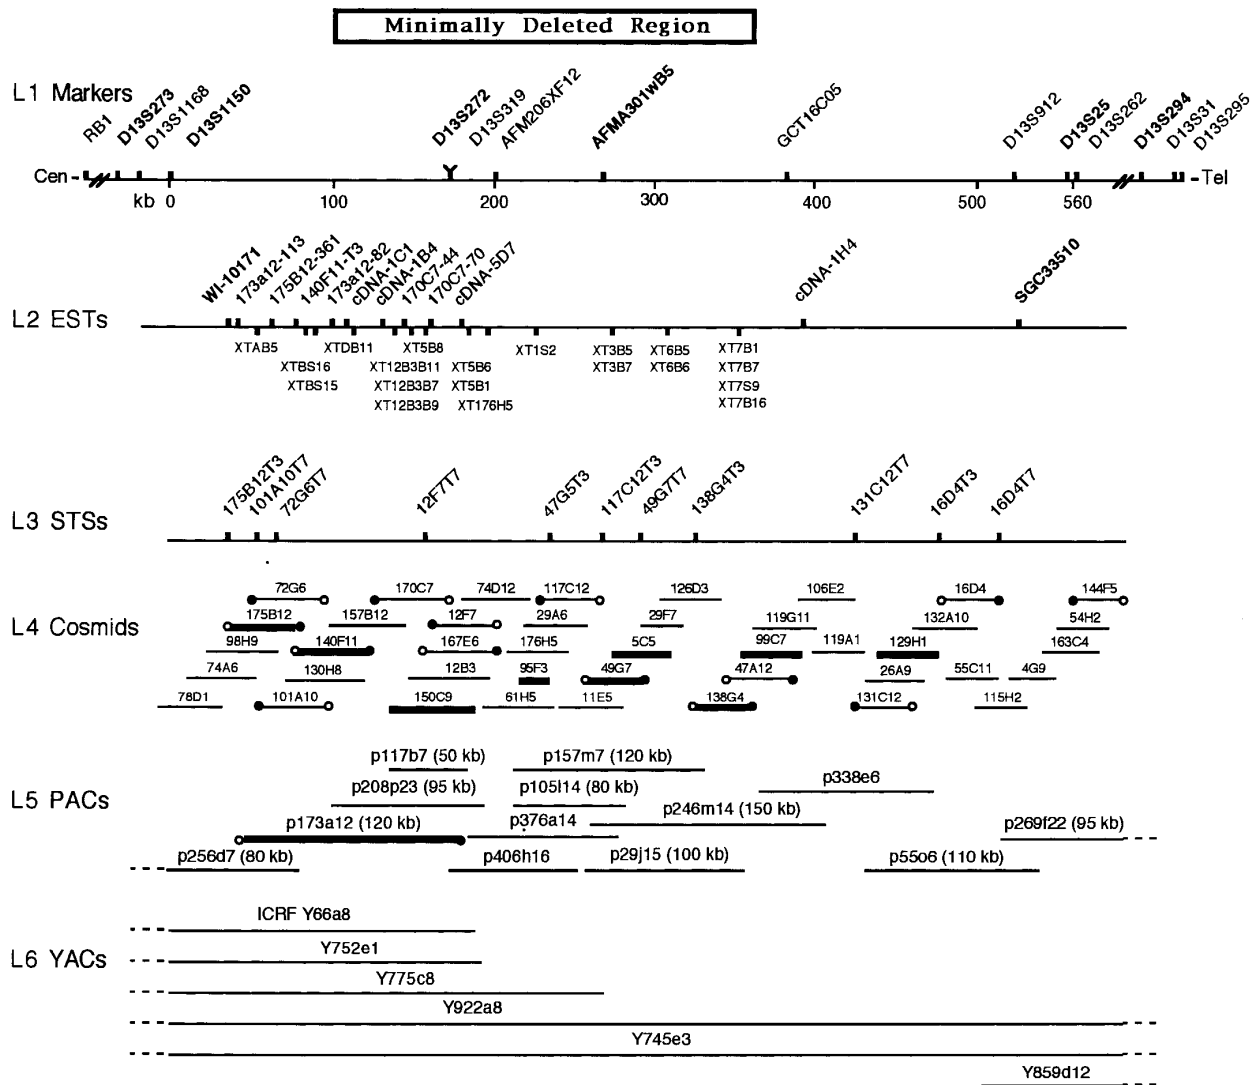 Minimally Deleted Region
L1 Markers
RB1
D13S273
D13S1168
D13S1150
D13S272
D13S319
AFM206XF12
AFMA301wB5
GCT16C05
D13S912
D13S25
D13S262
D13S294
D13S31
D13S295
Cen
Tel
kb 0 100 200 300 400 500 560
L2 ESTs
WI-10171
173a12-113
175B12-361
140F11-T3
173a12-82
cDNA-1C1
cDNA-1B4
170C7-44
170C7-70
cDNA-5D7
cDNA-1H4
SGC33510
XTAB5 XTDB11 XT5B8 XT1S2 XT3B5 XT6B5 XT7B1
XTBS16 XT12B3B11 XT5B6 XT3B7 XT6B6 XT7B7
XTBS15 XT12B3B7 XT5B1 XT7S9
XT12B3B9 XT176H5 XT7B16
L3 STSs
175B12T3
101A10T7
72G6T7
12F7T7
47G5T3
117C12T3
49G7T7
138G4T3
131C12T7
16D4T3
16D4T7
L4 Cosmids
72G6 170C7 74D12 117C12 126D3 106E2 16D4 144F5
175B12 157B12 12F7 29A6 29F7 119G11 132A10 54H2
98H9 140F11 167E6 176H5 5C5 99C7 119A1 129H1 163C4
74A6 130H8 12B3 95F3 49G7 47A12 26A9 55C11 4G9
78D1 101A10 150C9 61H5 11E5 138G4 131C12 115H2
L5 PACs
p117b7 (50 kb) p157m7 (120 kb)
p208p23 (95 kb) p105l14 (80 kb) p338e6
p173a12 (120 kb) p376a14 p246m14 (150 kb) p269f22 (95 kb)
p256d7 (80 kb) p406h16 p29j15 (100 kb) p55o6 (110 kb)
L6 YACs
ICRF Y66a8
Y752e1
Y775c8
Y922a8
Y745e3
Y859d12